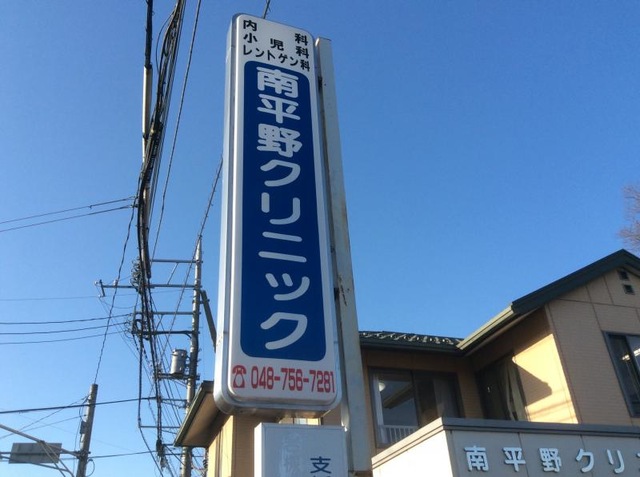 内科
小児科
レントゲン科
南平野クリニック
048-756-7281
支
南平野クリ